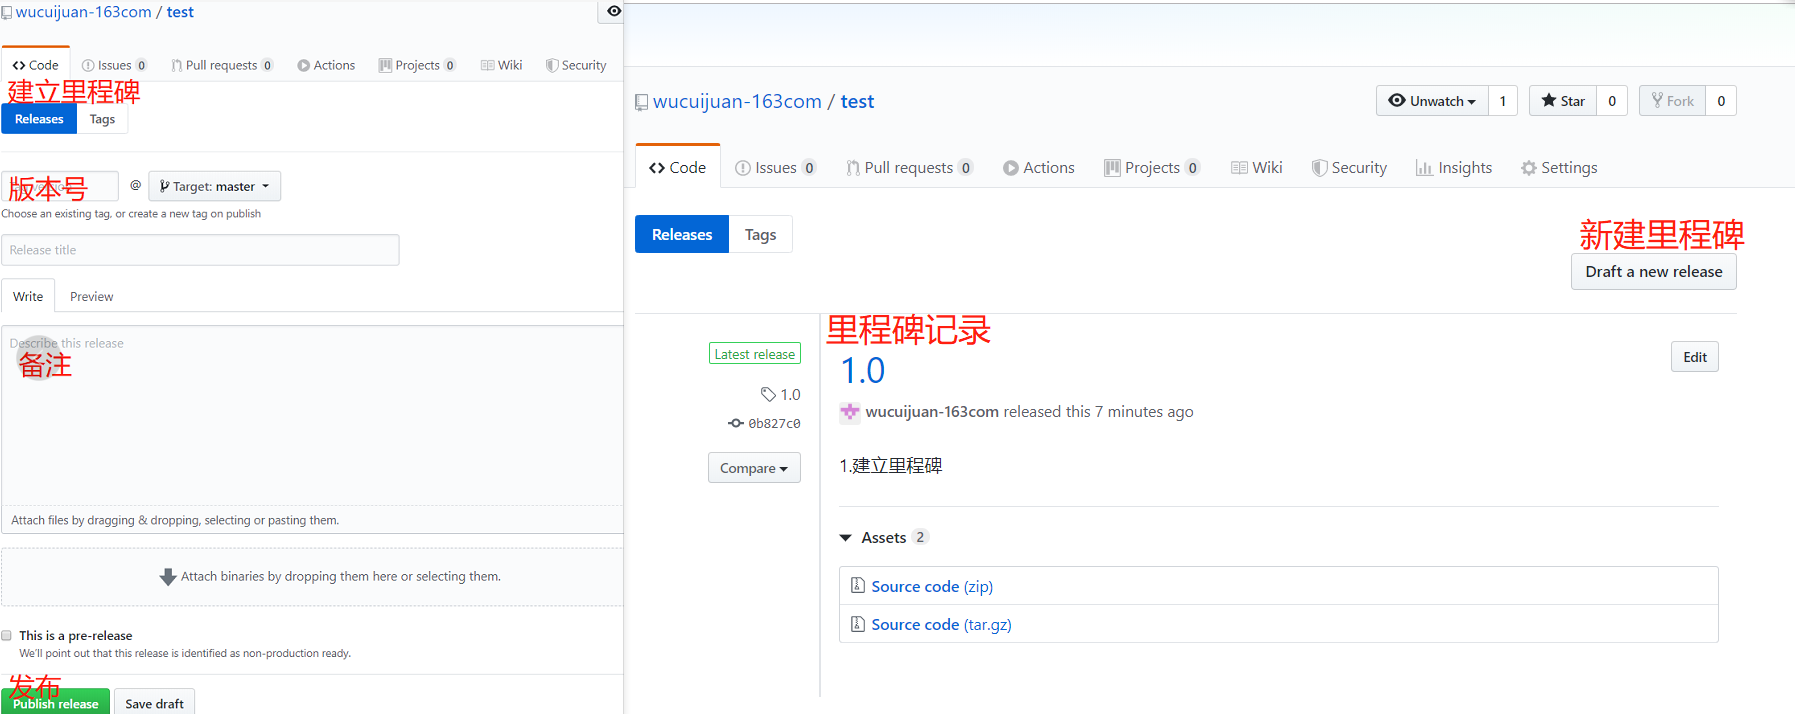 wucuijuan-163com / test
Code Issues 0 Pull requests 0 Actions Projects 0 Wiki Security
建立里程碑
Releases Tags
版本号 @ Target: master
Choose an existing tag, or create a new tag on publish
Release title
Write Preview
Describe this release
备注
Attach files by dragging & dropping, selecting or pasting them.
Attach binaries by dropping them here or selecting them.
This is a pre-release
We'll point out that this release is identified as non-production ready.
发布
Publish release Save draft
wucuijuan-163com / test Unwatch 1 Star 0 Fork 0
Code Issues 0 Pull requests 0 Actions Projects 0 Wiki Security Insights Settings
Releases Tags
新建里程碑
Draft a new release
里程碑记录
Latest release
1.0
Edit
1.0
wucuijuan-163com released this 7 minutes ago
0b827c0
Compare
1.建立里程碑
Assets 2
Source code (zip)
Source code (tar.gz)